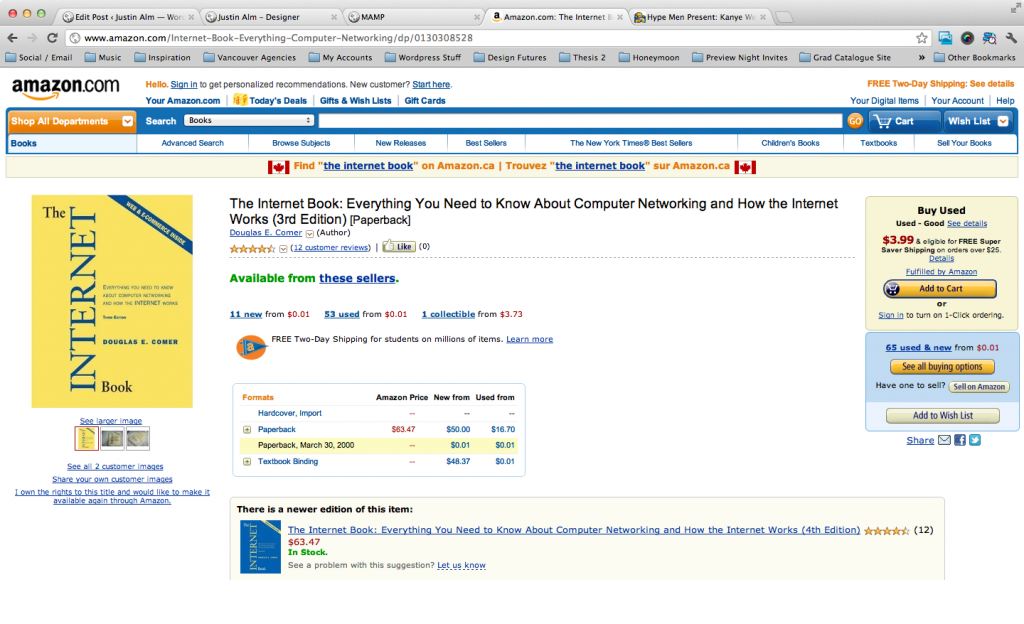 Edit Post ‹ Justin Alm — Wor
Justin Alm - Designer
MAMP
Amazon.com: The Internet B
Hype Men Present: Kanye W
www.amazon.com/Internet-Book-Everything-Computer-Networking/dp/0130308528
Social / Email
Music
Inspiration
Vancouver Agencies
My Accounts
Wordpress Stuff
Design Futures
Thesis 2
Honeymoon
Preview Night Invites
Grad Catalogue Site
»
Other Bookmarks
amazon.com
Hello. Sign in to get personalized recommendations. New customer? Start here.
FREE Two-Day Shipping: See details
Your Amazon.com | Today's Deals | Gifts & Wish Lists | Gift Cards
Your Digital Items | Your Account | Help
Shop All Departments
Search
Books
GO
Cart
Wish List
Books
Advanced Search
Browse Subjects
New Releases
Best Sellers
The New York Times® Best Sellers
Children's Books
Textbooks
Sell Your Books
Find "the internet book" on Amazon.ca | Trouvez "the internet book" sur Amazon.ca
The
INTERNET
Book
WEB & E-COMMERCE INSIDE
EVERYTHING YOU NEED TO KNOW
ABOUT COMPUTER NETWORKING
AND HOW THE INTERNET WORKS
THIRD EDITION
DOUGLAS E. COMER
See larger image
See all 2 customer images
Share your own customer images
I own the rights to this title and would like to make it
available again through Amazon.
The Internet Book: Everything You Need to Know About Computer Networking and How the Internet
Works (3rd Edition) [Paperback]
Douglas E. Comer (Author)
(12 customer reviews) | Like (0)
Available from these sellers.
11 new from $0.01 53 used from $0.01 1 collectible from $3.73
FREE Two-Day Shipping for students on millions of items. Learn more
Formats Amazon Price New from Used from
Hardcover, Import -- -- --
Paperback $63.47 $50.00 $16.70
Paperback, March 30, 2000 -- $0.01 $0.01
Textbook Binding -- $48.37 $0.01
There is a newer edition of this item:
The Internet Book: Everything You Need to Know About Computer Networking and How the Internet Works (4th Edition) (12)
$63.47
In Stock.
See a problem with this suggestion? Let us know
Buy Used
Used - Good See details
$3.99 & eligible for FREE Super
Saver Shipping on orders over $25.
Details
Fulfilled by Amazon
Add to Cart
or
Sign in to turn on 1-Click ordering.
65 used & new from $0.01
See all buying options
Have one to sell? Sell on Amazon
Add to Wish List
Share